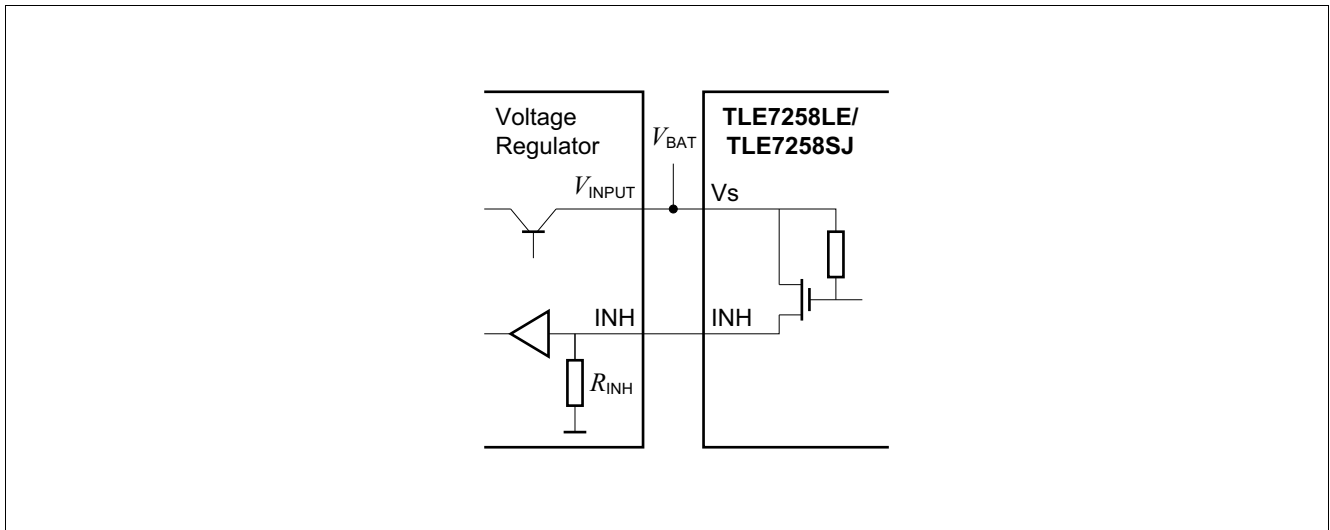 Voltage
Regulator
V_BAT
TLE7258LE/
TLE7258SJ
V_INPUT
Vs
INH
INH
R_INH